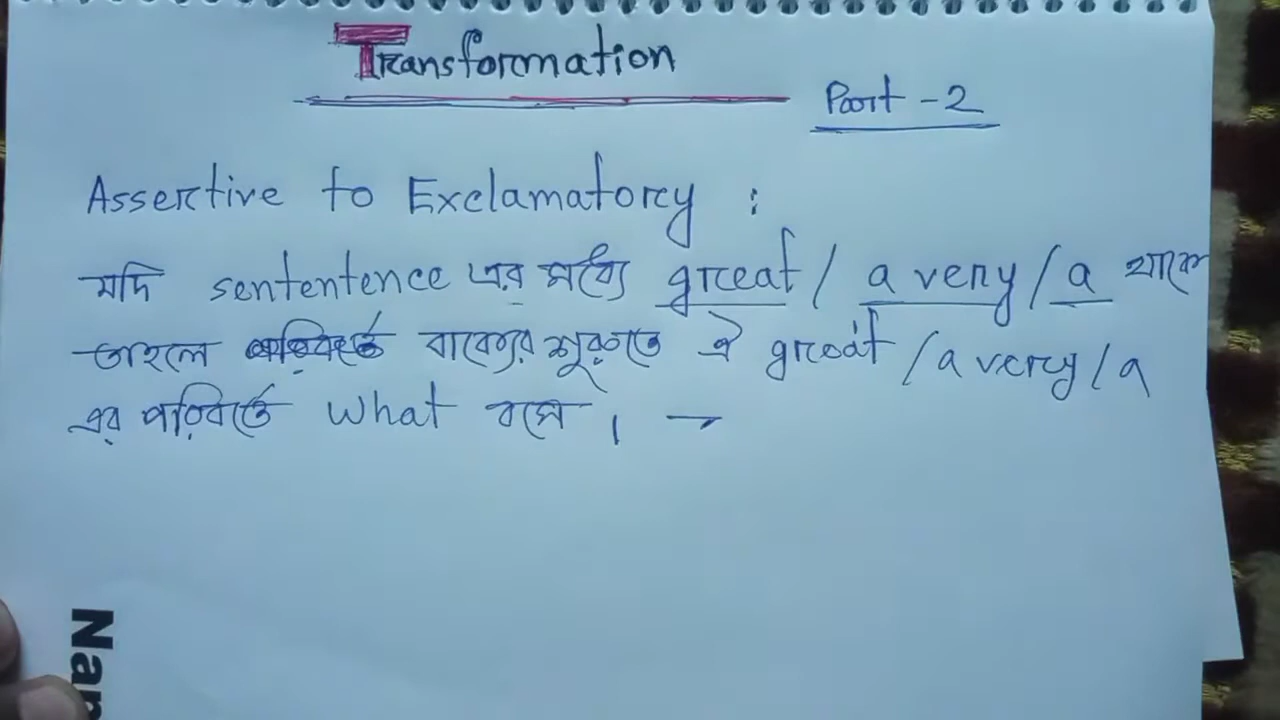 Transformation
Part - 2
Assertive to Exclamatory :
যদি sententence এর মধ্যে great / a very / a থাকে
তাহলে বাক্যের শুরুতে ঐ great / a very / a
এর পরিবর্তে What বসে । →
Nan